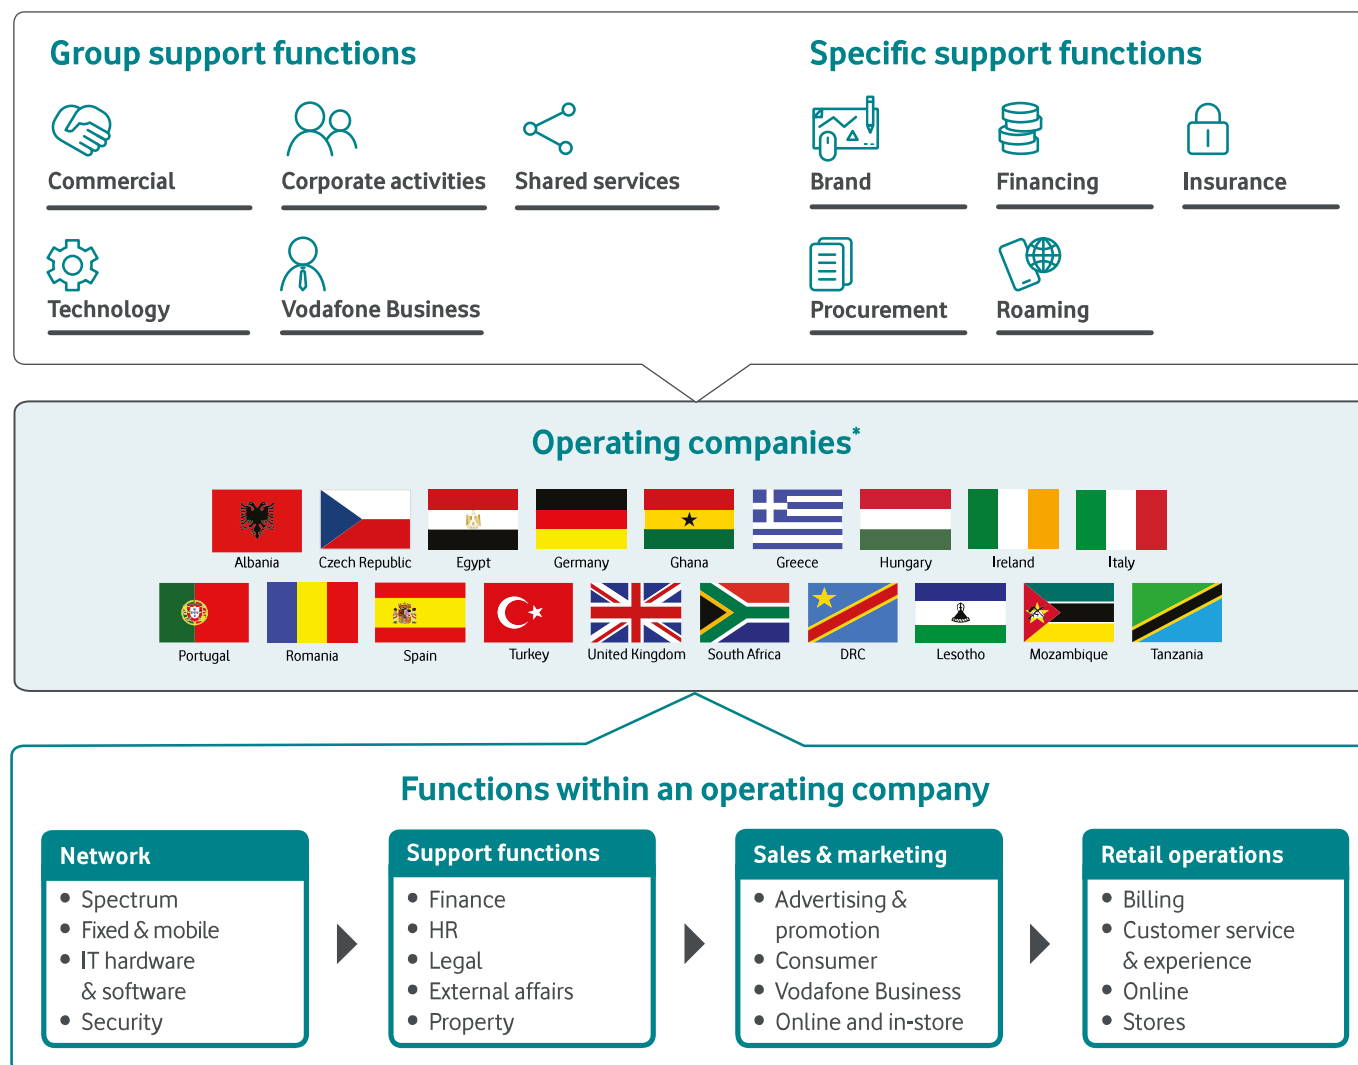 Group support functions
Specific support functions
Commercial
Corporate activities
Shared services
Brand
Financing
Insurance
Technology
Vodafone Business
Procurement
Roaming
Operating companies*
Albania
Czech Republic
Egypt
Germany
Ghana
Greece
Hungary
Ireland
Italy
Portugal
Romania
Spain
Turkey
United Kingdom
South Africa
DRC
Lesotho
Mozambique
Tanzania
Functions within an operating company
Network
• Spectrum
• Fixed & mobile
• IT hardware
& software
• Security
Support functions
• Finance
• HR
• Legal
• External affairs
• Property
Sales & marketing
• Advertising &
promotion
• Consumer
• Vodafone Business
• Online and in-store
Retail operations
• Billing
• Customer service
& experience
• Online
• Stores